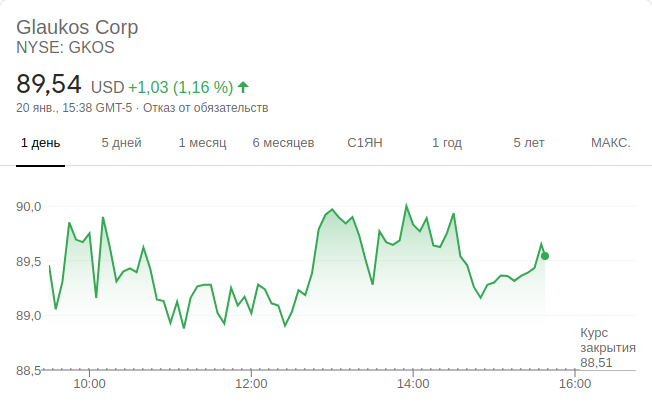 Glaukos Corp
NYSE: GKOS
89,54 USD +1,03 (1,16 %)
20 янв., 15:38 GMT-5 · Отказ от обязательств
1 день 5 дней 1 месяц 6 месяцев С1ЯН 1 год 5 лет МАКС.
90,0
89,5
89,0
88,5
Курс
закрытия
88,51
10:00 12:00 14:00 16:00